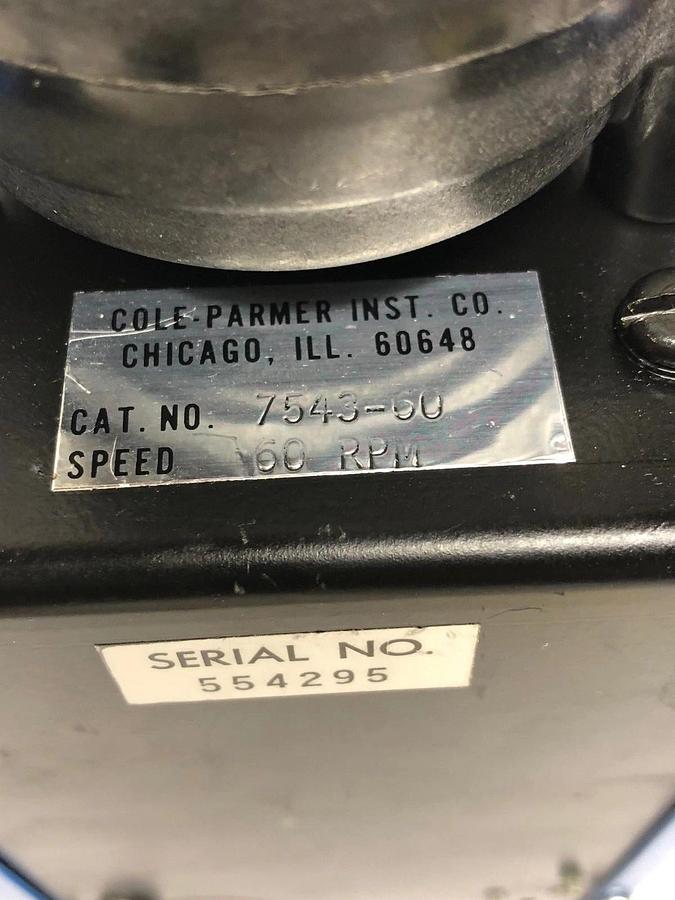 COLE-PARMER INST. CO.
CHICAGO, ILL. 60648
CAT. NO. 7543-60
SPEED 60 RPM
SERIAL NO.
554295